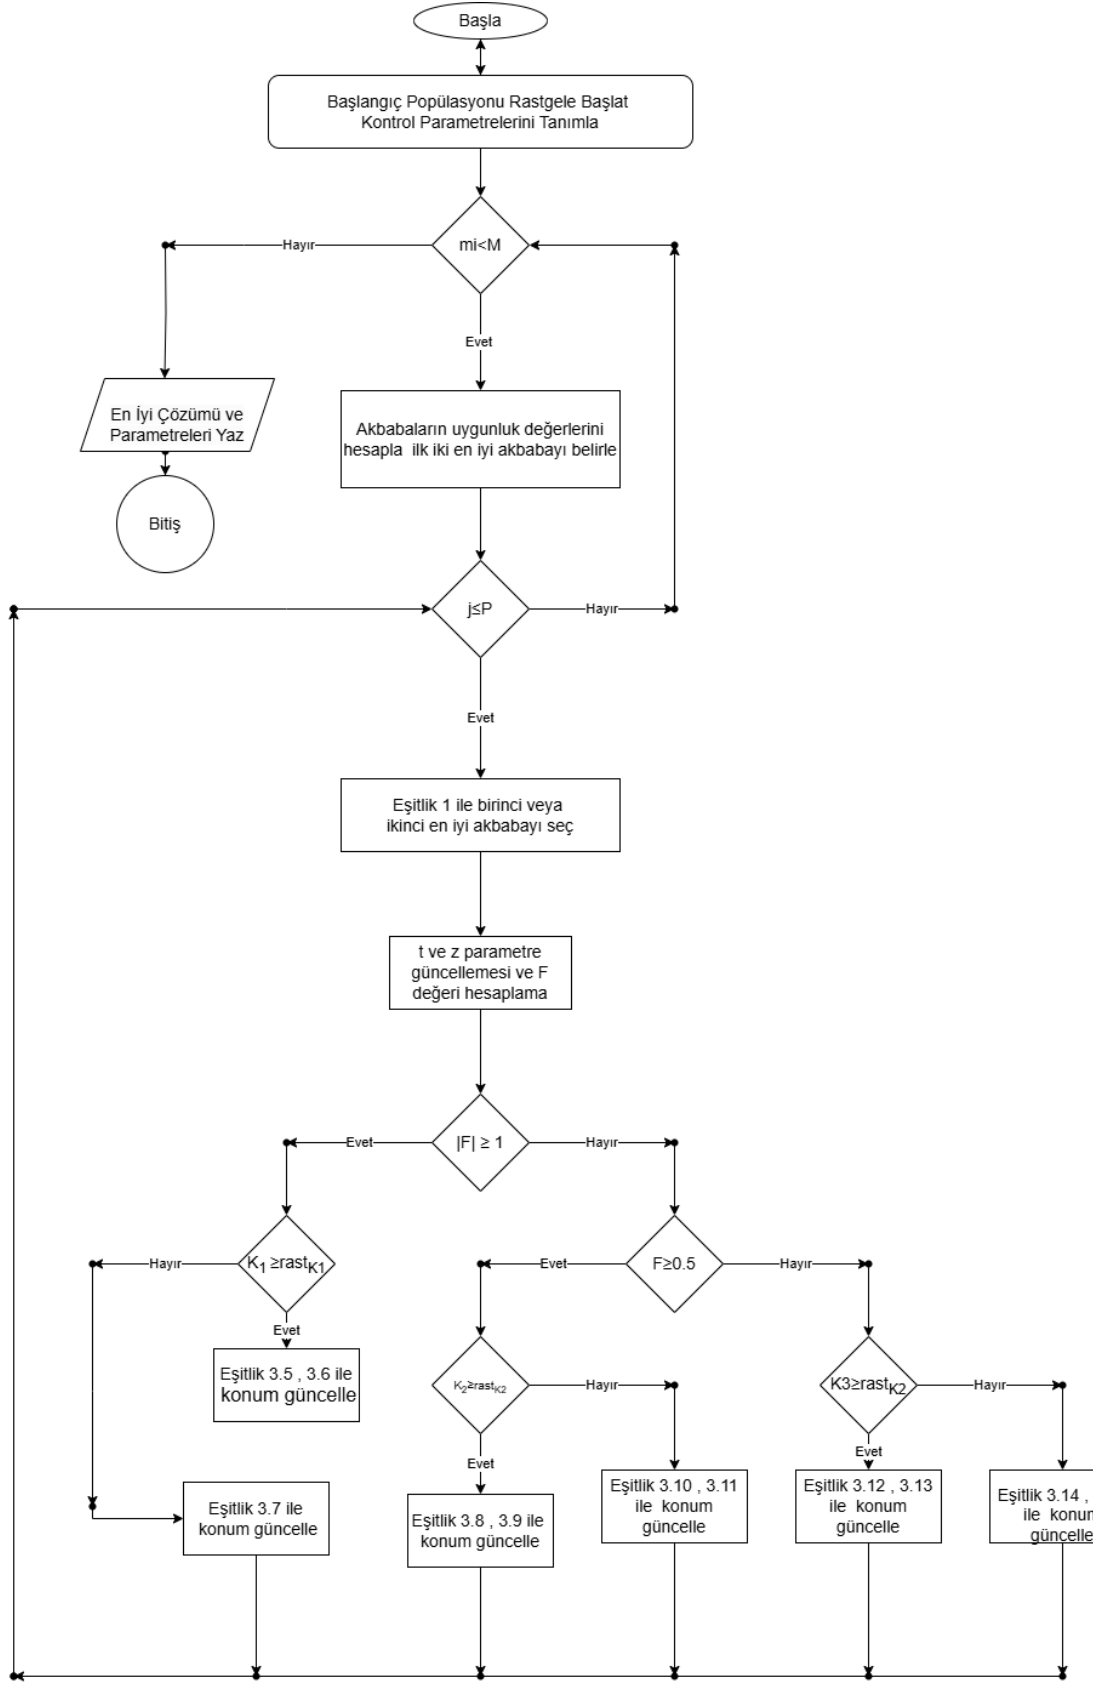 Başla
Başlangıç Popülasyonu Rastgele Başlat
Kontrol Parametrelerini Tanımla
mi<M
Hayır
Evet
En İyi Çözümü ve
Parametreleri Yaz
Akbabaların uygunluk değerlerini
hesapla ilk iki en iyi akbabayı belirle
Bitiş
j≤P
Hayır
Evet
Eşitlik 1 ile birinci veya
ikinci en iyi akbabayı seç
t ve z parametre
güncellemesi ve F
değeri hesaplama
|F| ≥ 1
Evet
Hayır
K1 ≥rastK1
Hayır
Evet
F≥0.5
Evet
Hayır
Eşitlik 3.5 , 3.6 ile
konum güncelle
K2≥rastK2
Hayır
Evet
K3≥rastK2
Hayır
Evet
Eşitlik 3.7 ile
konum güncelle
Eşitlik 3.8 , 3.9 ile
konum güncelle
Eşitlik 3.10 , 3.11
ile konum
güncelle
Eşitlik 3.12 , 3.13
ile konum
güncelle
Eşitlik 3.14 ,
ile konum
güncelle